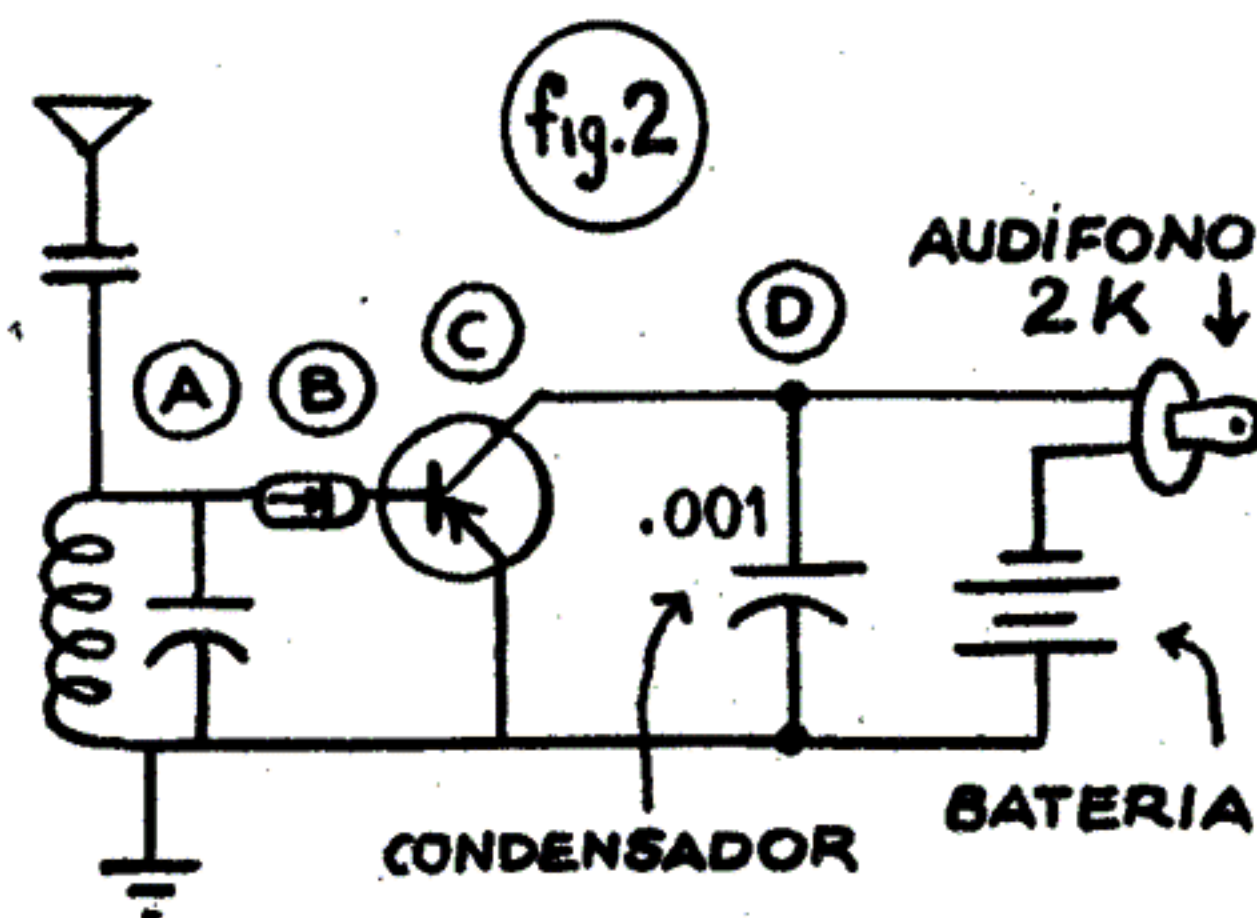 fig.2
AUDÍFONO
2K
A
B
C
D
.001
CONDENSADOR
BATERIA